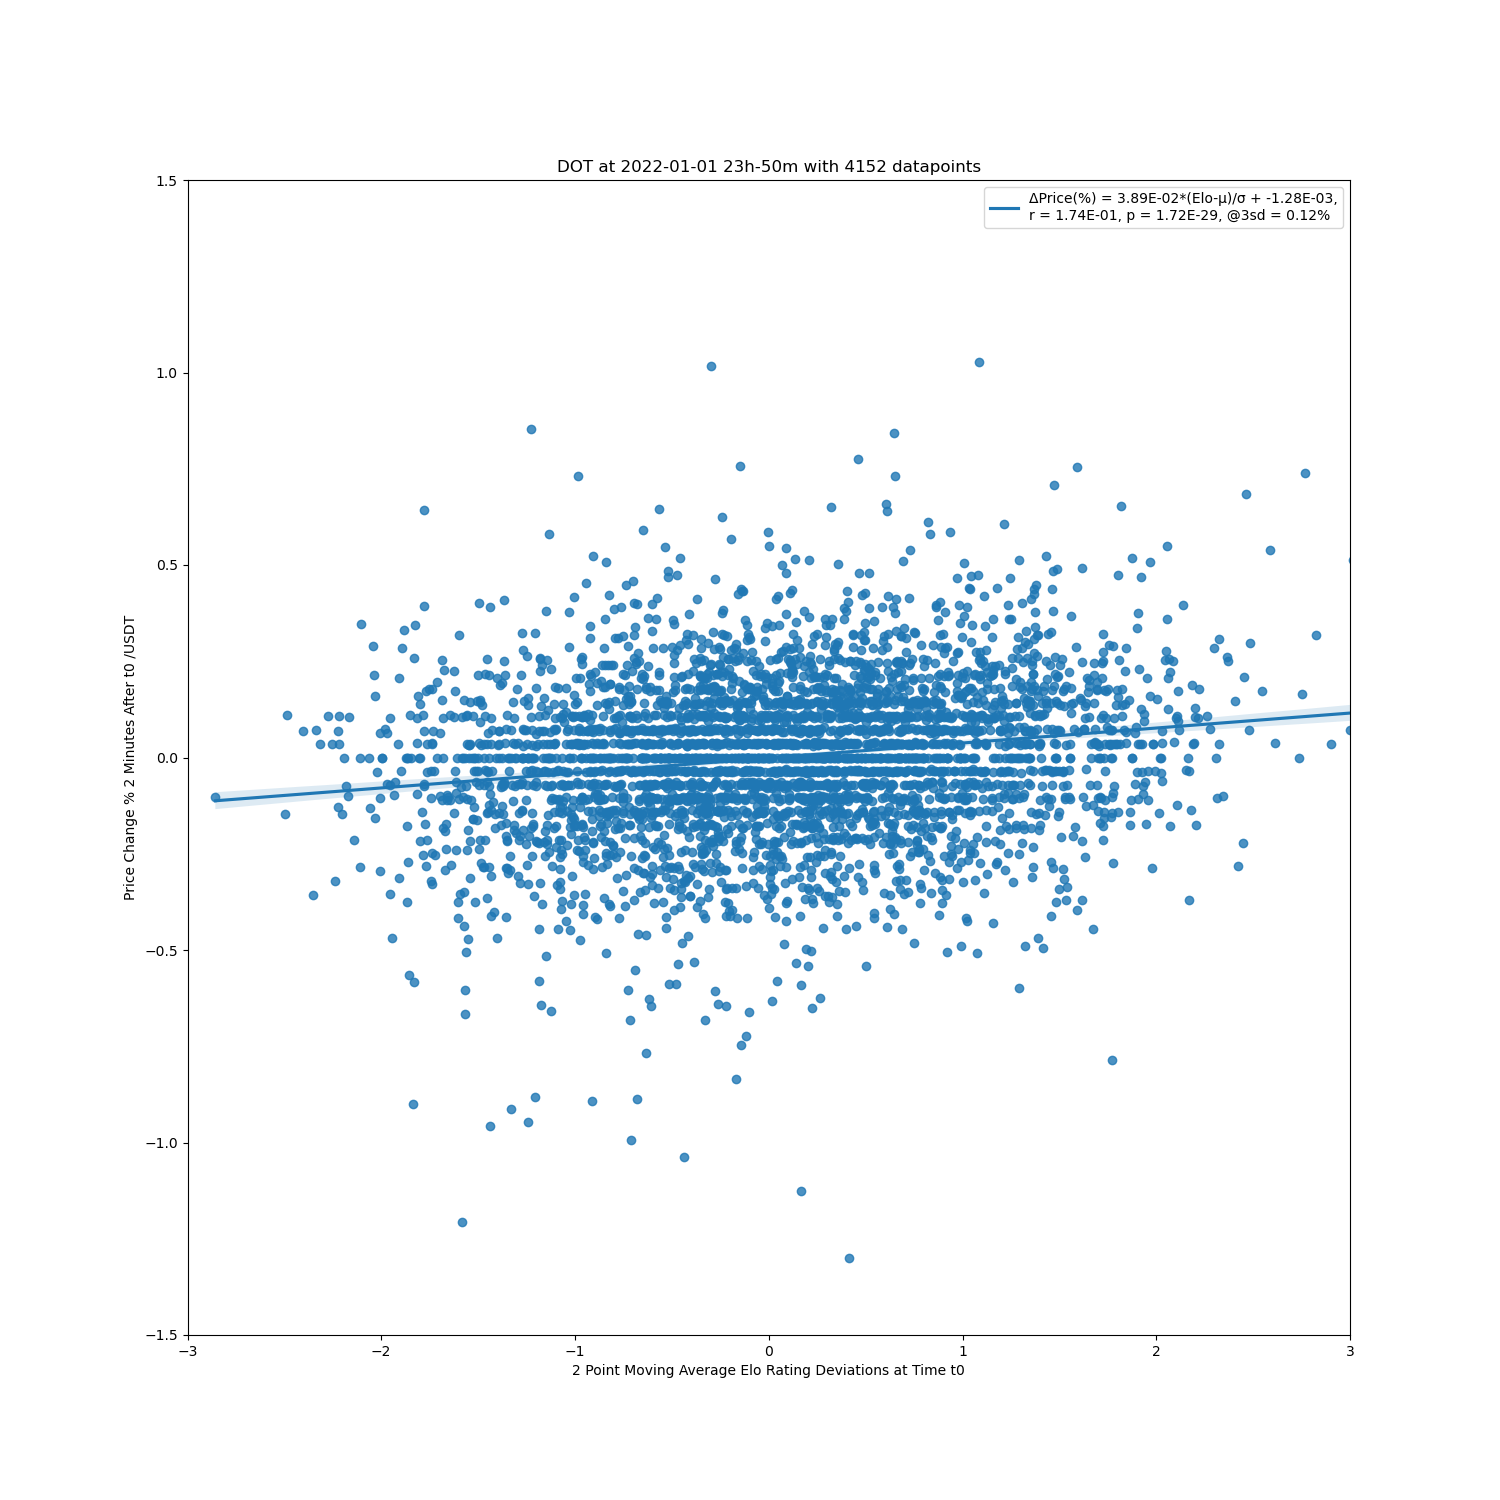 DOT at 2022-01-01 23h-50m with 4152 datapoints
ΔPrice(%) = 3.89E-02*(Elo-μ)/σ + -1.28E-03,
r = 1.74E-01, p = 1.72E-29, @3sd = 0.12%
1.5
1.0
0.5
0.0
−0.5
−1.0
−1.5
Price Change % 2 Minutes After t0 /USDT
−3 −2 −1 0 1 2 3
2 Point Moving Average Elo Rating Deviations at Time t0